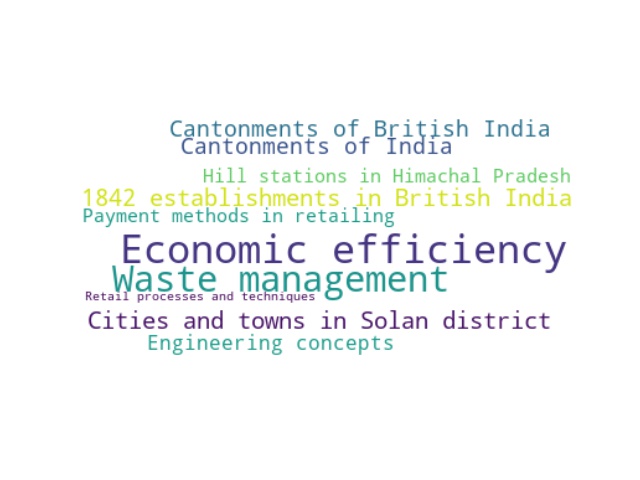 Cantonments of British India
Cantonments of India
Hill stations in Himachal Pradesh
1842 establishments in British India
Payment methods in retailing
Economic efficiency
Waste management
Retail processes and techniques
Cities and towns in Solan district
Engineering concepts